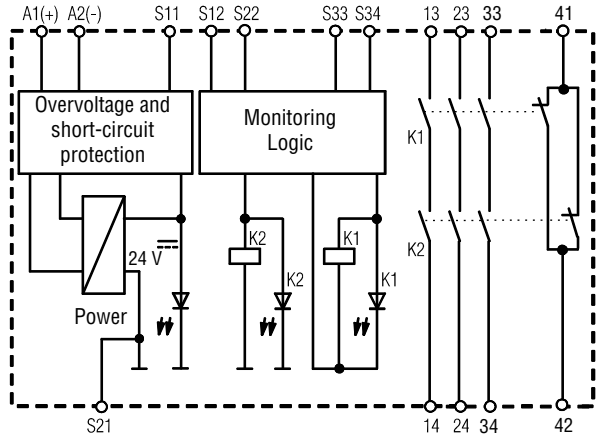 A1(+) A2(-) S11 S12 S22 S33 S34 13 23 33 41
Overvoltage and
short-circuit
protection
Monitoring
Logic
K1
K2 K1 K2
24 V
K2 K1
Power
S21 14 24 34 42